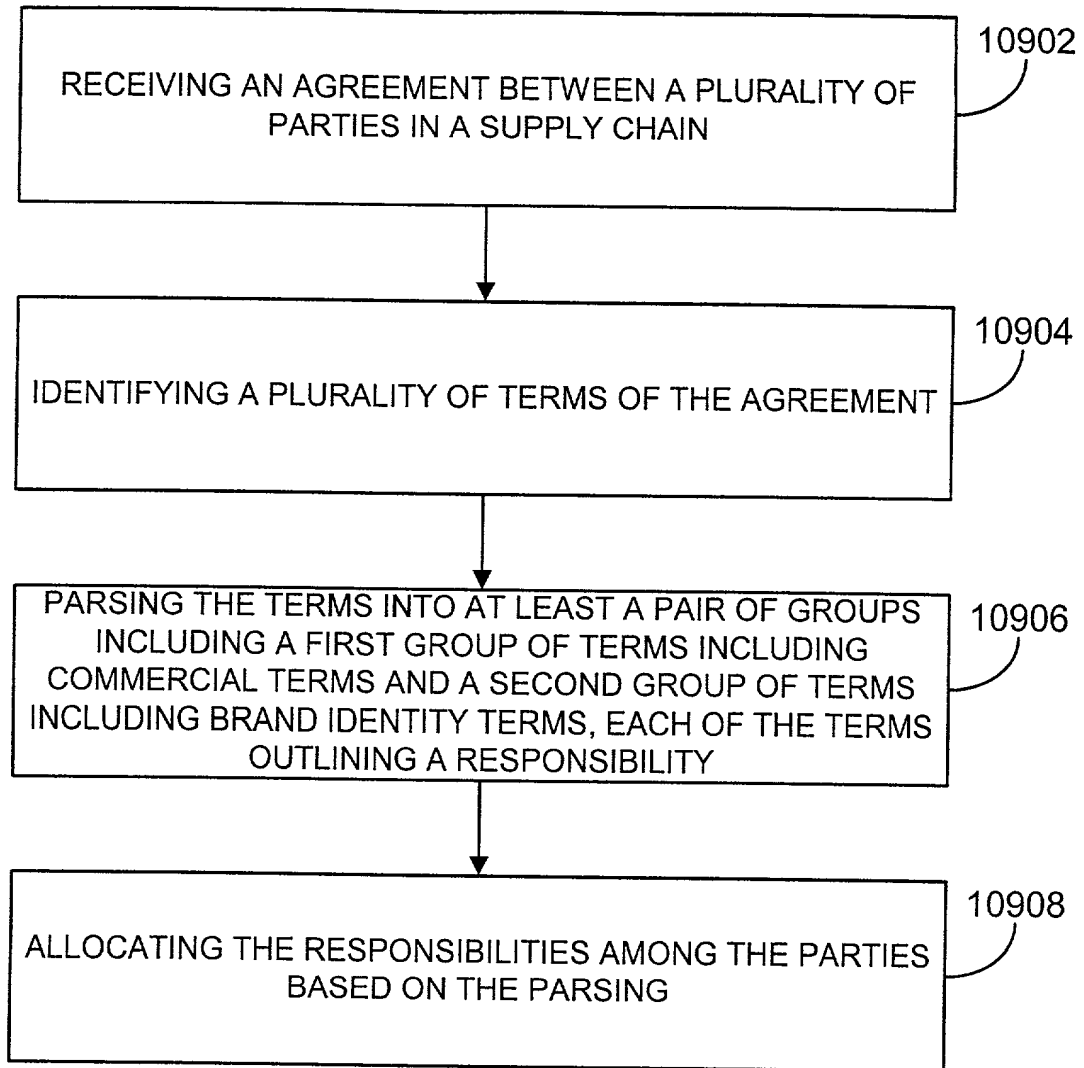 10902
RECEIVING AN AGREEMENT BETWEEN A PLURALITY OF
PARTIES IN A SUPPLY CHAIN
10904
IDENTIFYING A PLURALITY OF TERMS OF THE AGREEMENT
10906
PARSING THE TERMS INTO AT LEAST A PAIR OF GROUPS
INCLUDING A FIRST GROUP OF TERMS INCLUDING
COMMERCIAL TERMS AND A SECOND GROUP OF TERMS
INCLUDING BRAND IDENTITY TERMS, EACH OF THE TERMS
OUTLINING A RESPONSIBILITY
10908
ALLOCATING THE RESPONSIBILITIES AMONG THE PARTIES
BASED ON THE PARSING